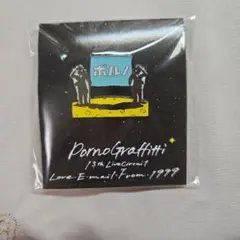 ポルノ
PornoGraffitti
13th LiveCircuit
Love・E-mail・From・1999